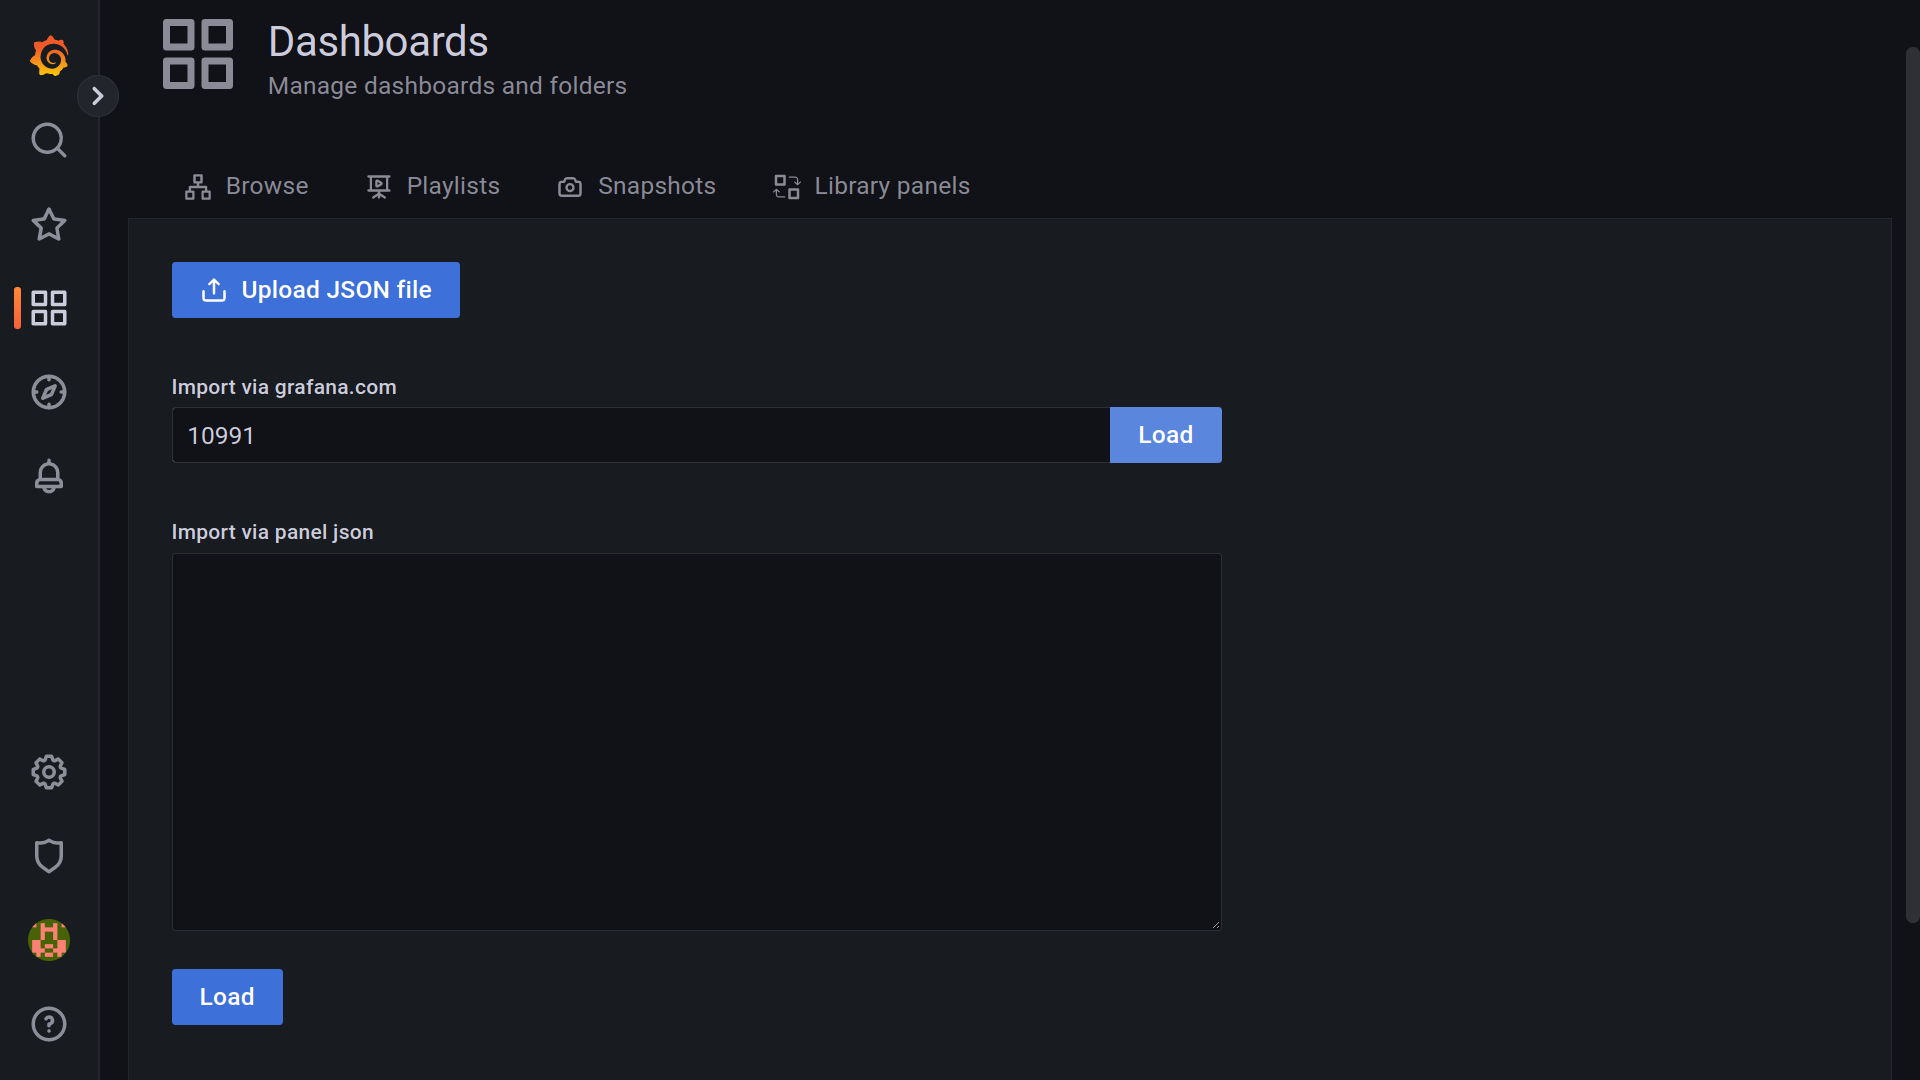 Dashboards
Manage dashboards and folders
Browse
Playlists
Snapshots
Library panels
Upload JSON file
Import via grafana.com
10991
Load
Import via panel json
Load